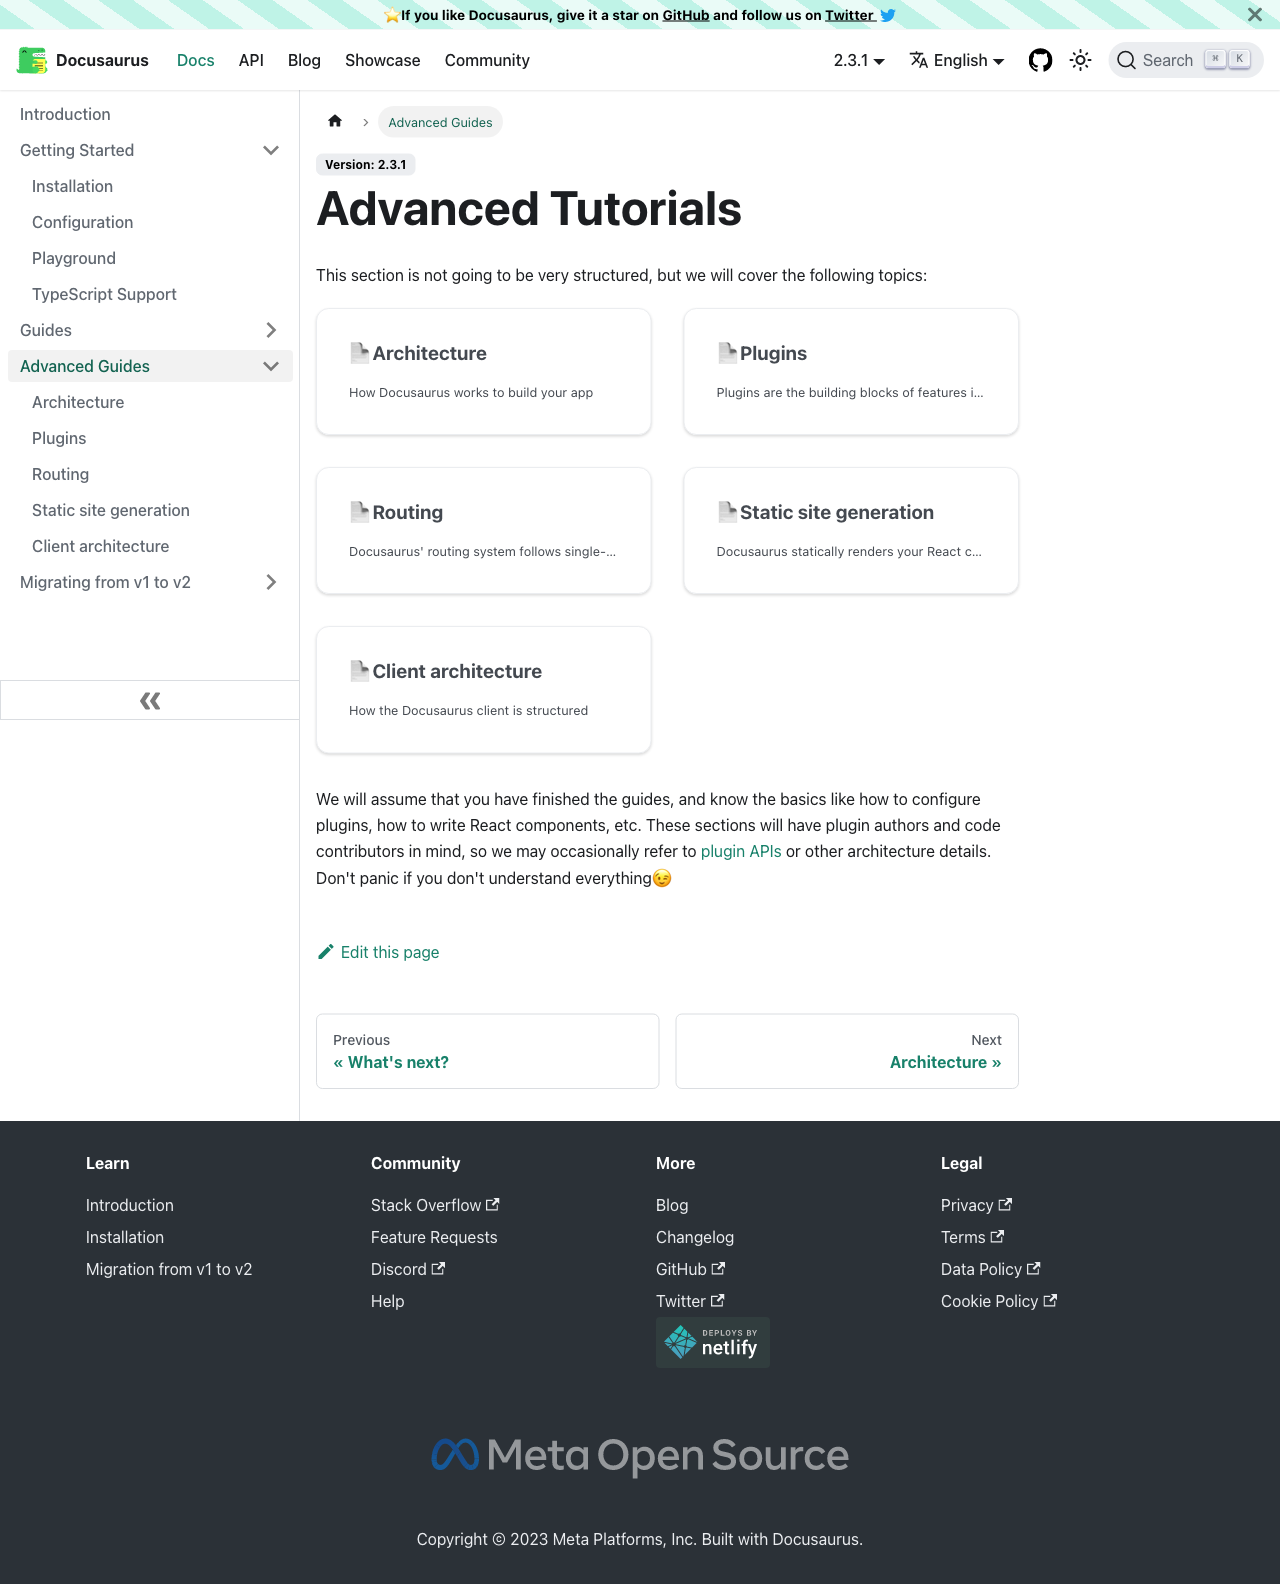 ⭐️If you like Docusaurus, give it a star on GitHub and follow us on Twitter
Docusaurus
Docs
API
Blog
Showcase
Community
2.3.1
English
Search
⌘ K
Introduction
Getting Started
Installation
Configuration
Playground
TypeScript Support
Guides
Advanced Guides
Architecture
Plugins
Routing
Static site generation
Client architecture
Migrating from v1 to v2
Advanced Guides
Version: 2.3.1
Advanced Tutorials
This section is not going to be very structured, but we will cover the following topics:
📄Architecture
How Docusaurus works to build your app
📄Plugins
Plugins are the building blocks of features i...
📄Routing
Docusaurus' routing system follows single-...
📄Static site generation
Docusaurus statically renders your React c...
📄Client architecture
How the Docusaurus client is structured
We will assume that you have finished the guides, and know the basics like how to configure
plugins, how to write React components, etc. These sections will have plugin authors and code
contributors in mind, so we may occasionally refer to plugin APIs or other architecture details.
Don't panic if you don't understand everything😉
Edit this page
Previous
« What's next?
Next
Architecture »
Learn
Introduction
Installation
Migration from v1 to v2
Community
Stack Overflow
Feature Requests
Discord
Help
More
Blog
Changelog
GitHub
Twitter
DEPLOYS BY
netlify
Legal
Privacy
Terms
Data Policy
Cookie Policy
Meta Open Source
Copyright © 2023 Meta Platforms, Inc. Built with Docusaurus.